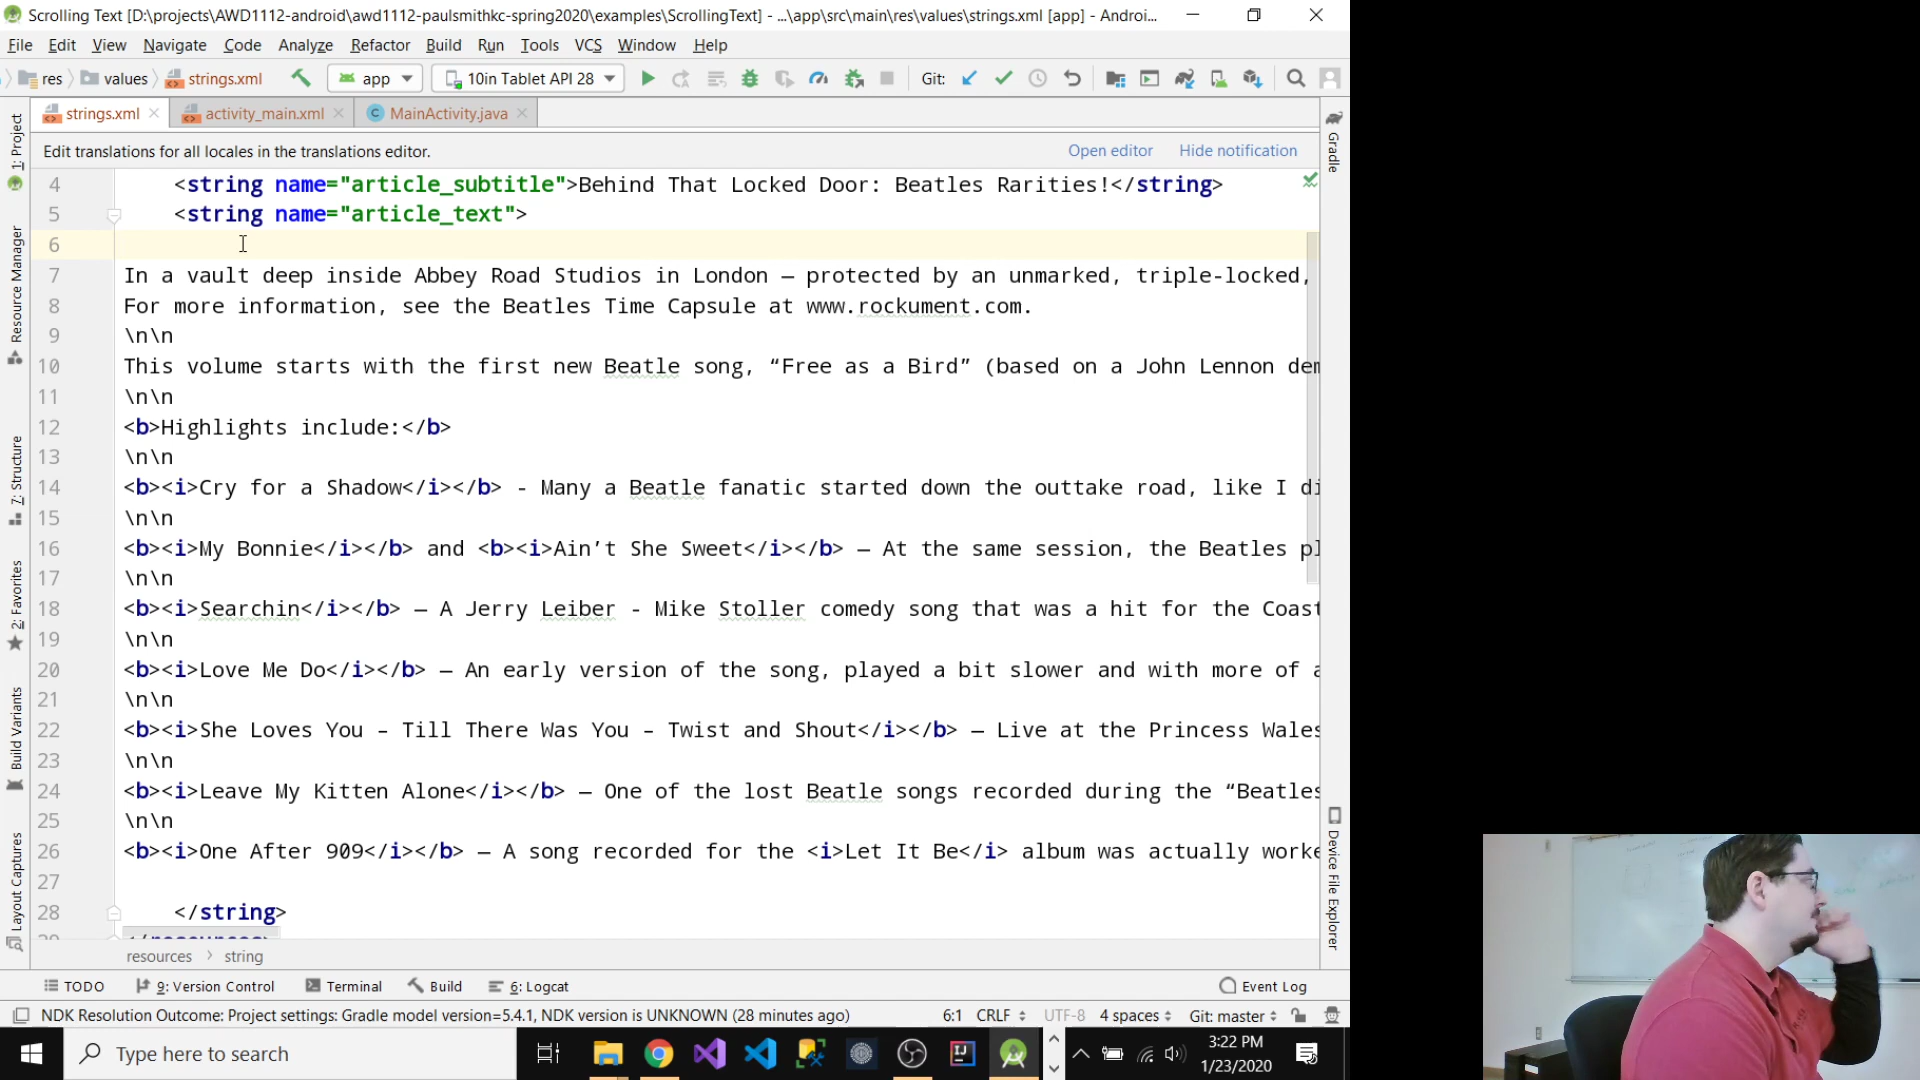 Scrolling Text [D:\projects\AWD1112-android\awd1112-paulsmithkc-spring2020\examples\ScrollingText] - ...\app\src\main\res\values\strings.xml [app] - Androi...
File Edit View Navigate Code Analyze Refactor Build Run Tools VCS Window Help
res values strings.xml app 10in Tablet API 28 Git:
strings.xml activity_main.xml MainActivity.java
Edit translations for all locales in the translations editor. Open editor Hide notification
4 <string name="article_subtitle">Behind That Locked Door: Beatles Rarities!</string>
5 <string name="article_text">
6
7 In a vault deep inside Abbey Road Studios in London — protected by an unmarked, triple-locked,
8 For more information, see the Beatles Time Capsule at www.rockument.com.
9 \n\n
10 This volume starts with the first new Beatle song, “Free as a Bird” (based on a John Lennon dem
11 \n\n
12 <b>Highlights include:</b>
13 \n\n
14 <b><i>Cry for a Shadow</i></b> - Many a Beatle fanatic started down the outtake road, like I di
15 \n\n
16 <b><i>My Bonnie</i></b> and <b><i>Ain’t She Sweet</i></b> — At the same session, the Beatles pl
17 \n\n
18 <b><i>Searchin</i></b> — A Jerry Leiber - Mike Stoller comedy song that was a hit for the Coast
19 \n\n
20 <b><i>Love Me Do</i></b> — An early version of the song, played a bit slower and with more of a
21 \n\n
22 <b><i>She Loves You – Till There Was You – Twist and Shout</i></b> — Live at the Princess Wales
23 \n\n
24 <b><i>Leave My Kitten Alone</i></b> — One of the lost Beatle songs recorded during the “Beatles
25 \n\n
26 <b><i>One After 909</i></b> — A song recorded for the <i>Let It Be</i> album was actually worke
27
28 </string>
29 </resources>
resources string
1: Project
Resource Manager
7: Structure
2: Favorites
Build Variants
Layout Captures
Gradle
Device File Explorer
TODO 9: Version Control Terminal Build 6: Logcat Event Log
NDK Resolution Outcome: Project settings: Gradle model version=5.4.1, NDK version is UNKNOWN (28 minutes ago) 6:1 CRLF UTF-8 4 spaces Git: master
Type here to search
3:22 PM
1/23/2020